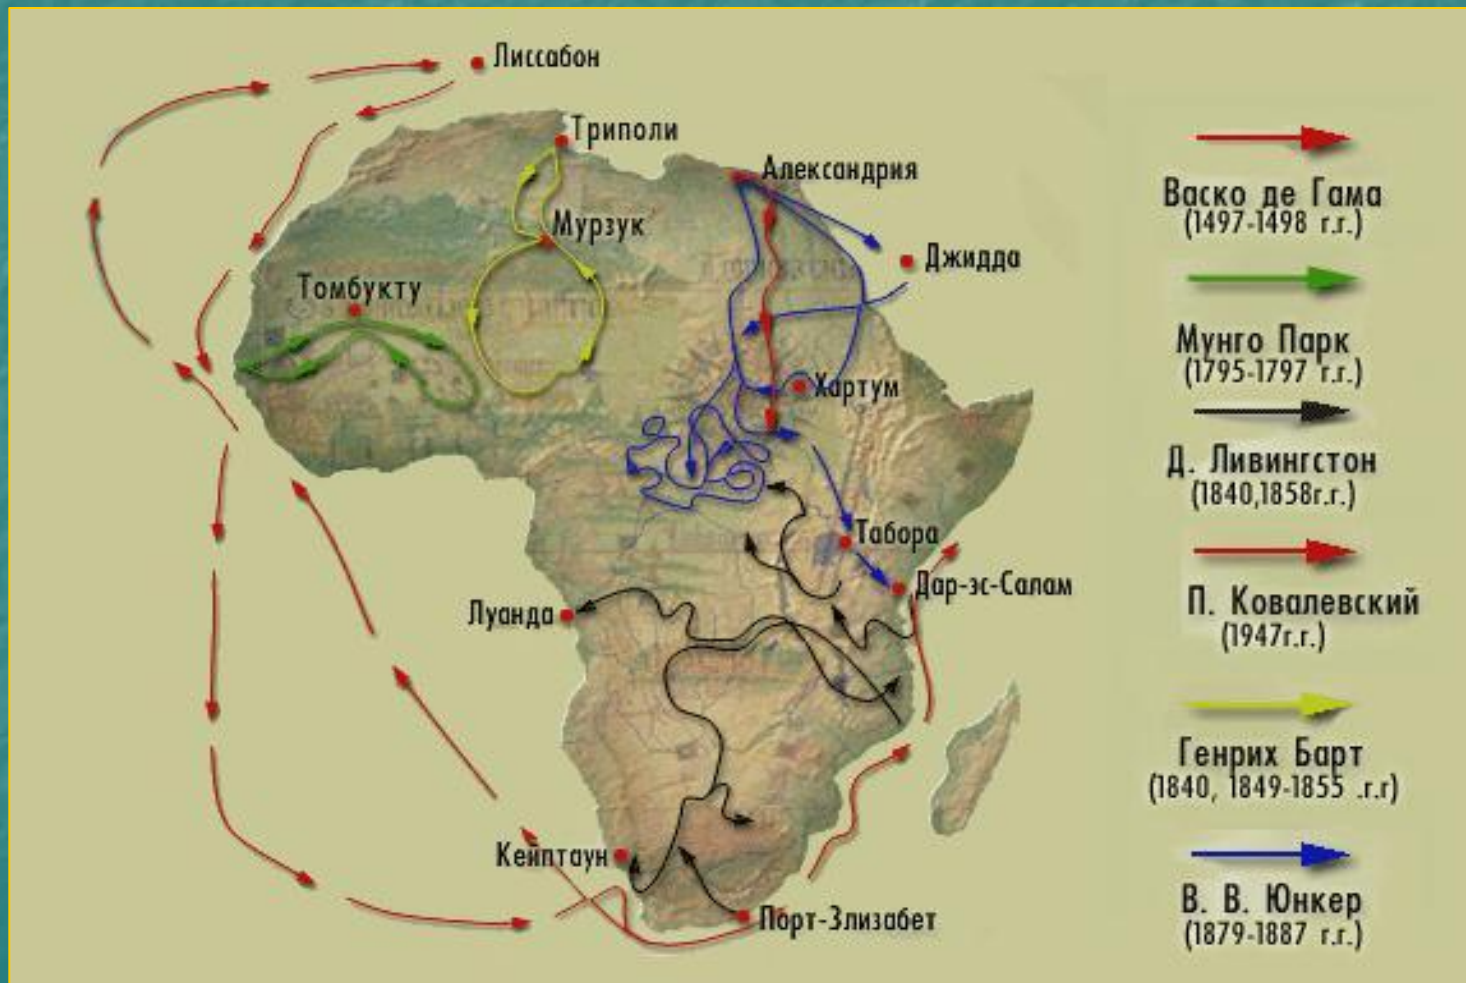 Лиссабон
Триполи
Александрия
Мурзук
Джидда
Томбукту
Хартум
Табора
Дар-эс-Салам
Луанда
Кейптаун
Порт-Элизабет
Васко де Гама
(1497-1498 г.г.)
Мунго Парк
(1795-1797 г.г.)
Д. Ливингстон
(1840,1858г.г.)
П. Ковалевский
(1947г.г.)
Генрих Барт
(1840, 1849-1855 .г.г)
В. В. Юнкер
(1879-1887 г.г.)